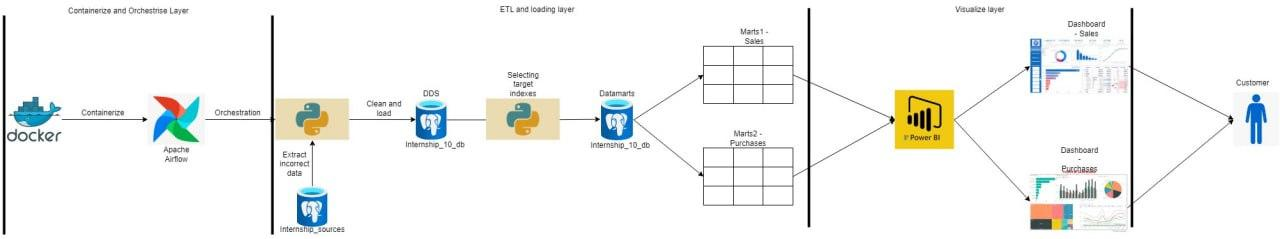 Containerize and Orchestrise Layer
ETL and loading layer
Visualize layer
docker
Containerize
Apache
Airflow
Orchestration
Extract
incorrect
data
Internship_sources
Clean and
load
DDS
Internship_10_db
Selecting
target
indexes
Datamarts
Internship_10_db
Marts1 -
Sales
Marts2 -
Purchases
Power BI
Dashboard
- Sales
Dashboard
-
Purchases
Customer